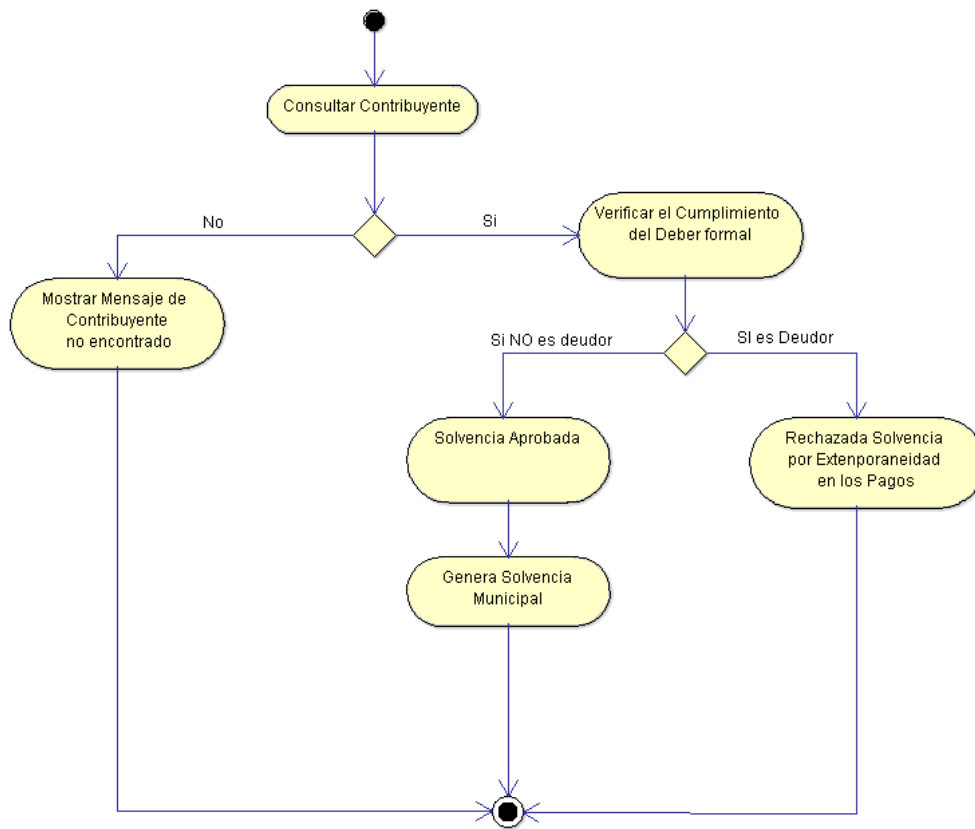 Consultar Contribuyente
No
Si
Verificar el Cumplimiento
del Deber formal
Mostrar Mensaje de
Contribuyente
no encontrado
Si NO es deudor
SI es Deudor
Solvencia Aprobada
Rechazada Solvencia
por Extenporaneidad
en los Pagos
Genera Solvencia
Municipal